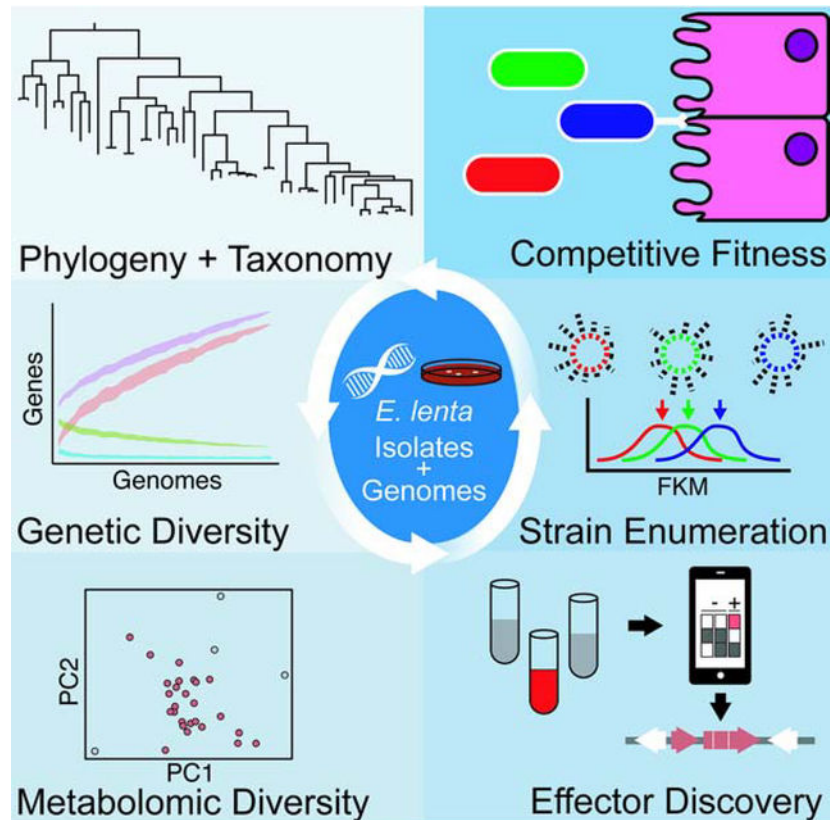 Phylogeny + Taxonomy
Competitive Fitness
Genes
Genomes
Genetic Diversity
E. lenta
Isolates
+
Genomes
FKM
Strain Enumeration
PC2
PC1
Metabolomic Diversity
- +
Effector Discovery